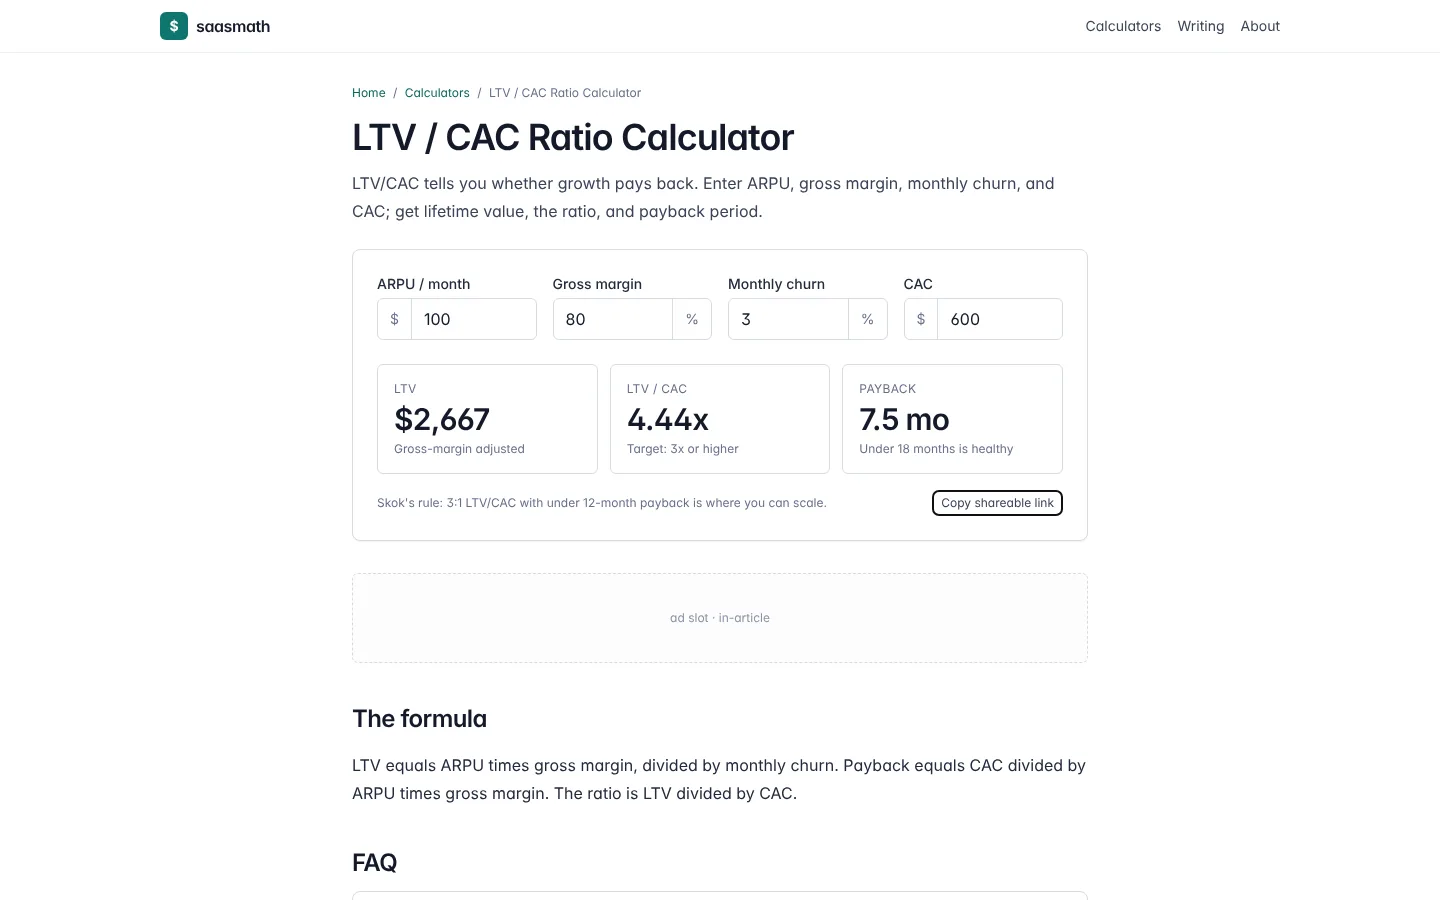 $ saasmath
Calculators Writing About
Home / Calculators / LTV / CAC Ratio Calculator
LTV / CAC Ratio Calculator
LTV/CAC tells you whether growth pays back. Enter ARPU, gross margin, monthly churn, and
CAC; get lifetime value, the ratio, and payback period.
ARPU / month
$ 100
Gross margin
80 %
Monthly churn
3 %
CAC
$ 600
LTV
$2,667
Gross-margin adjusted
LTV / CAC
4.44x
Target: 3x or higher
PAYBACK
7.5 mo
Under 18 months is healthy
Skok's rule: 3:1 LTV/CAC with under 12-month payback is where you can scale.
Copy shareable link
ad slot · in-article
The formula
LTV equals ARPU times gross margin, divided by monthly churn. Payback equals CAC divided by
ARPU times gross margin. The ratio is LTV divided by CAC.
FAQ